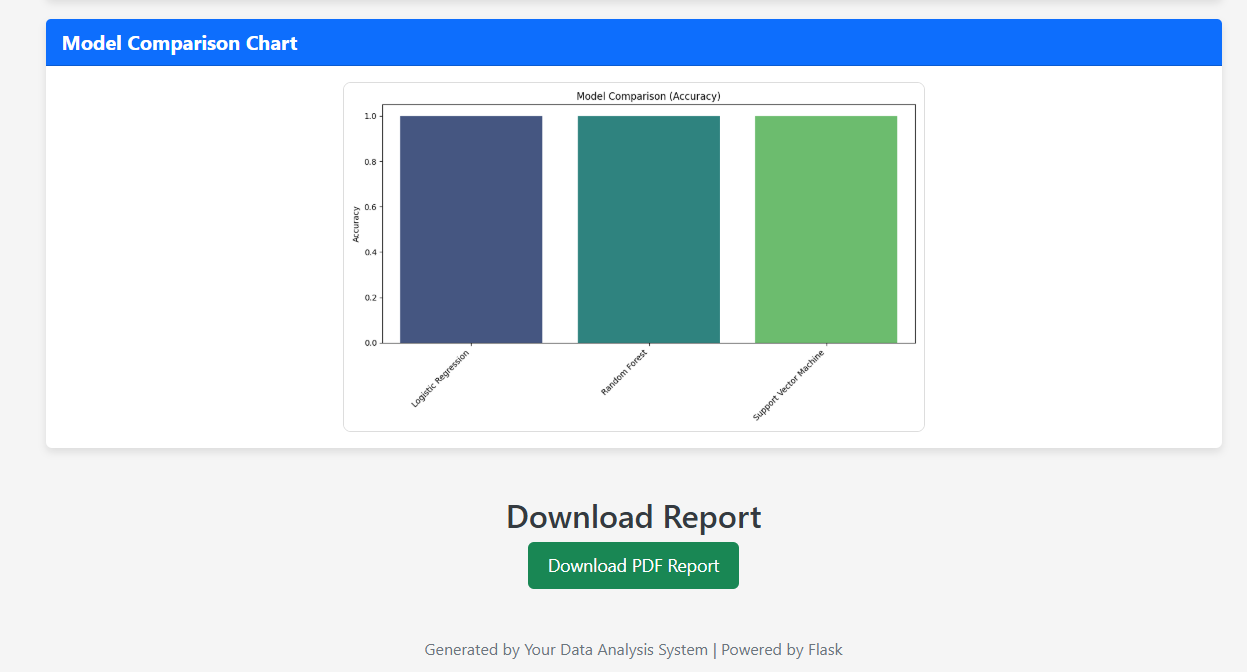 Model Comparison Chart
Model Comparison (Accuracy)
1.0
0.8
0.6
0.4
0.2
0.0
Accuracy
Logistic Regression
Random Forest
Support Vector Machine
Download Report
Download PDF Report
Generated by Your Data Analysis System | Powered by Flask